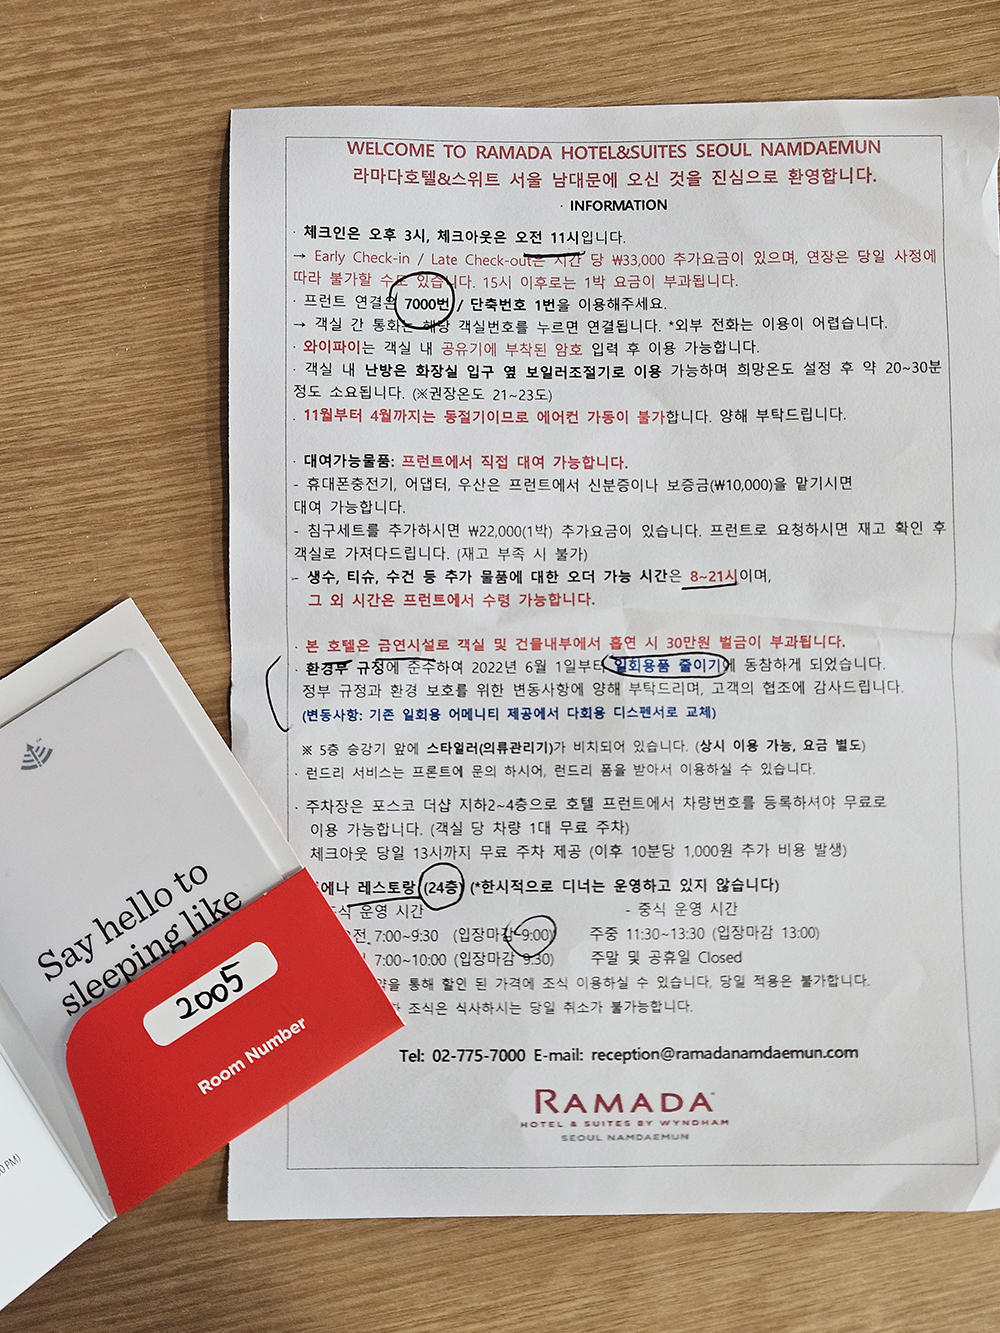 WELCOME TO RAMADA HOTEL&SUITES SEOUL NAMDAEMUN
라마다호텔&스위트 서울 남대문에 오신 것을 진심으로 환영합니다.
· INFORMATION
· 체크인은 오후 3시, 체크아웃은 오전 11시입니다.
→ Early Check-in / Late Check-out은 시간 당 ₩33,000 추가요금이 있으며, 연장은 당일 사정에
따라 불가할 수도 있습니다. 15시 이후로는 1박 요금이 부과됩니다.
· 프런트 연결은 7000번 / 단축번호 1번을 이용해주세요.
→ 객실 간 통화는 해당 객실번호를 누르면 연결됩니다. *외부 전화는 이용이 어렵습니다.
· 와이파이는 객실 내 공유기에 부착된 암호 입력 후 이용 가능합니다.
· 객실 내 난방은 화장실 입구 옆 보일러조절기로 이용 가능하며 희망온도 설정 후 약 20~30분
정도 소요됩니다. (※권장온도 21~23도)
· 11월부터 4월까지는 동절기이므로 에어컨 가동이 불가합니다. 양해 부탁드립니다.
· 대여가능물품: 프런트에서 직접 대여 가능합니다.
- 휴대폰충전기, 어댑터, 우산은 프런트에서 신분증이나 보증금(₩10,000)을 맡기시면
대여 가능합니다.
- 침구세트를 추가하시면 ₩22,000(1박) 추가요금이 있습니다. 프런트로 요청하시면 재고 확인 후
객실로 가져다드립니다. (재고 부족 시 불가)
- 생수, 티슈, 수건 등 추가 물품에 대한 오더 가능 시간은 8~21시이며,
그 외 시간은 프런트에서 수령 가능합니다.
· 본 호텔은 금연시설로 객실 및 건물내부에서 흡연 시 30만원 벌금이 부과됩니다.
· 환경부 규정에 준수하여 2022년 6월 1일부터 일회용품 줄이기에 동참하게 되었습니다.
정부 규정과 환경 보호를 위한 변동사항에 양해 부탁드리며, 고객의 협조에 감사드립니다.
(변동사항: 기존 일회용 어메니티 제공에서 다회용 디스펜서로 교체)
※ 5층 승강기 앞에 스타일러(의류관리기)가 비치되어 있습니다. (상시 이용 가능, 요금 별도)
· 런드리 서비스는 프론트에 문의 하시어, 런드리 폼을 받아서 이용하실 수 있습니다.
· 주차장은 포스코 더샵 지하2~4층으로 호텔 프런트에서 차량번호를 등록하셔야 무료로
이용 가능합니다. (객실 당 차량 1대 무료 주차)
체크아웃 당일 13시까지 무료 주차 제공 (이후 10분당 1,000원 추가 비용 발생)
에나 레스토랑 (24층) (*한시적으로 디너는 운영하고 있지 않습니다)
식 운영 시간 - 중식 운영 시간
전 7:00~9:30 (입장마감 9:00) 주중 11:30~13:30 (입장마감 13:00)
7:00~10:00 (입장마감 9:30) 주말 및 공휴일 Closed
약을 통해 할인 된 가격에 조식 이용하실 수 있습니다, 당일 적용은 불가합니다.
조식은 식사하시는 당일 취소가 불가능합니다.
Tel: 02-775-7000 E-mail: reception@ramadanamdaemun.com
RAMADA
HOTEL & SUITES BY WYNDHAM
SEOUL NAMDAEMUN
Say hello to
sleeping like
2005
Room Number
0 PM)